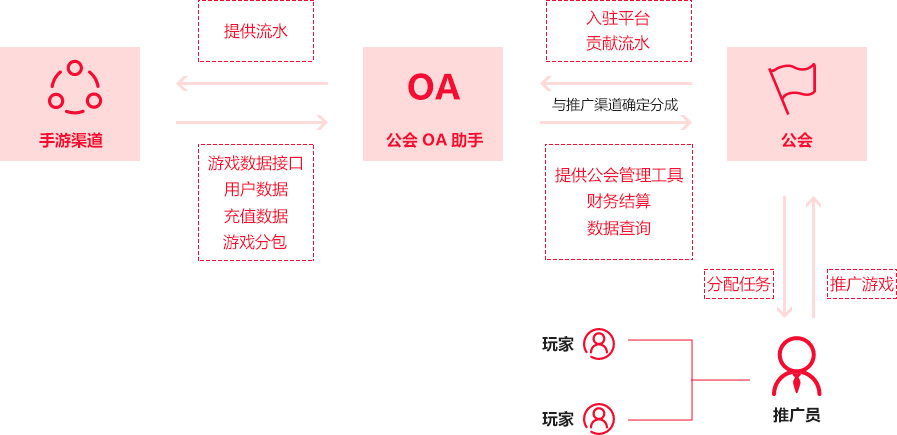 提供流水
入驻平台
贡献流水
OA
与推广渠道确定分成
手游渠道
公会 OA 助手
公会
游戏数据接口
用户数据
充值数据
游戏分包
提供公会管理工具
财务结算
数据查询
分配任务
推广游戏
玩家
推广员
玩家